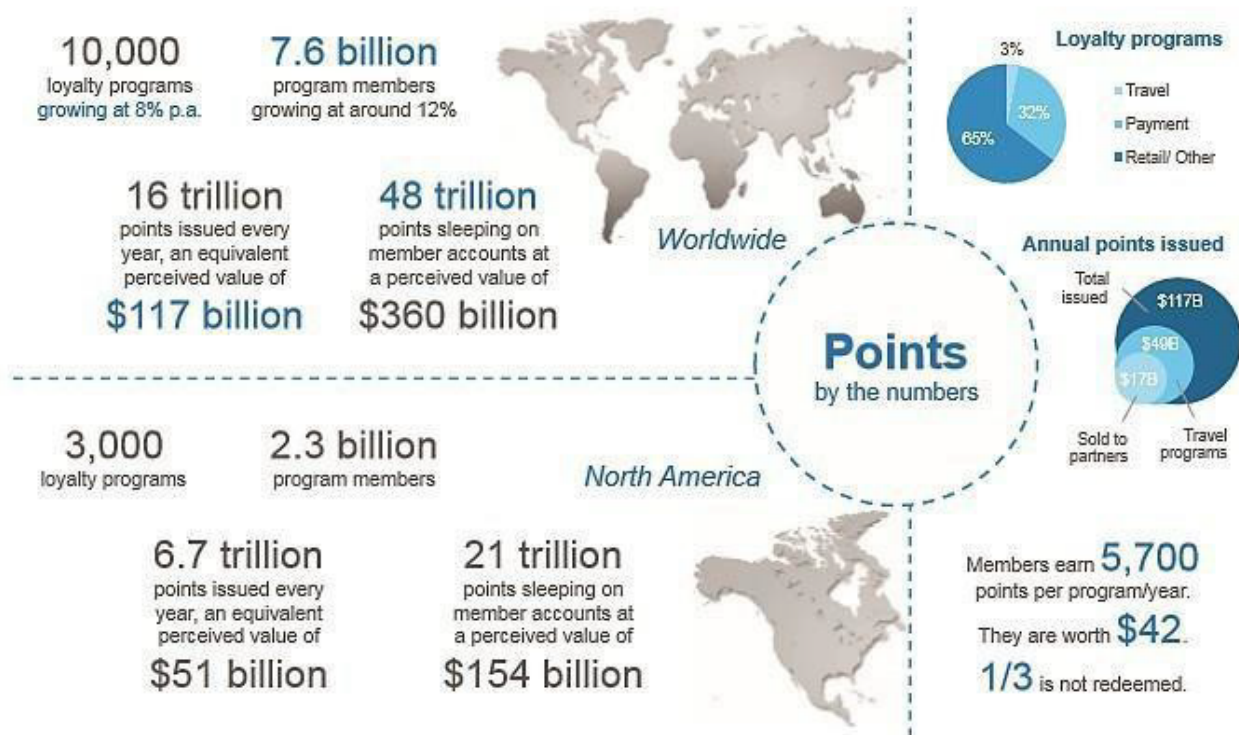 10,000
loyalty programs
growing at 8% p.a.
7.6 billion
program members
growing at around 12%
16 trillion
points issued every
year, an equivalent
perceived value of
$117 billion
48 trillion
points sleeping on
member accounts at
a perceived value of
$360 billion
Worldwide
Loyalty programs
3%
32%
65%
Travel
Payment
Retail/ Other
Annual points issued
Total
issued
$117B
$49B
$17B
Sold to
partners
Travel
programs
Points
by the numbers
3,000
loyalty programs
2.3 billion
program members
North America
6.7 trillion
points issued every
year, an equivalent
perceived value of
$51 billion
21 trillion
points sleeping on
member accounts at
a perceived value of
$154 billion
Members earn 5,700
points per program/year.
They are worth $42.
1/3 is not redeemed.